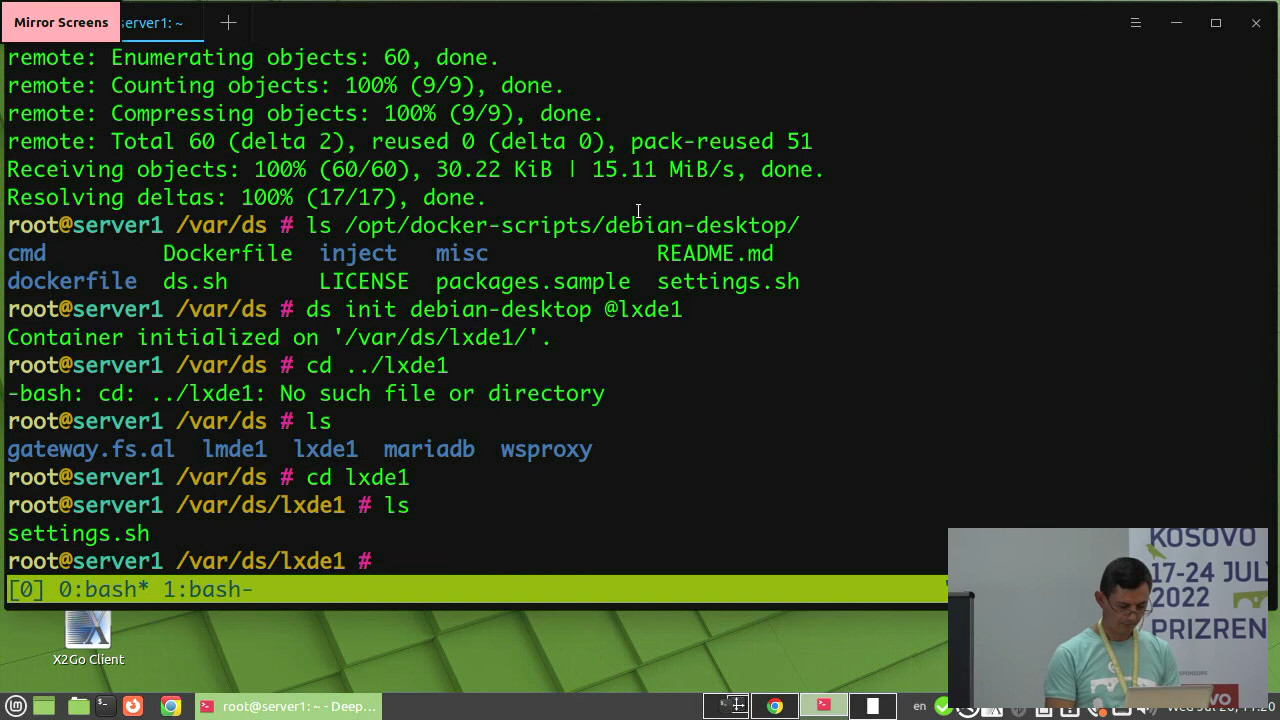 Mirror Screens
server1: ~
remote: Enumerating objects: 60, done.
remote: Counting objects: 100% (9/9), done.
remote: Compressing objects: 100% (9/9), done.
remote: Total 60 (delta 2), reused 0 (delta 0), pack-reused 51
Receiving objects: 100% (60/60), 30.22 KiB | 15.11 MiB/s, done.
Resolving deltas: 100% (17/17), done.
root@server1 /var/ds # ls /opt/docker-scripts/debian-desktop/
cmd Dockerfile inject misc README.md
dockerfile ds.sh LICENSE packages.sample settings.sh
root@server1 /var/ds # ds init debian-desktop @lxde1
Container initialized on '/var/ds/lxde1/'.
root@server1 /var/ds # cd ../lxde1
-bash: cd: ../lxde1: No such file or directory
root@server1 /var/ds # ls
gateway.fs.al lmde1 lxde1 mariadb wsproxy
root@server1 /var/ds # cd lxde1
root@server1 /var/ds/lxde1 # ls
settings.sh
root@server1 /var/ds/lxde1 #
[0] 0:bash* 1:bash-
KOSOVO
17-24 JULY
2022
PRIZREN
X2Go Client
root@server1: ~ - Deep...
en